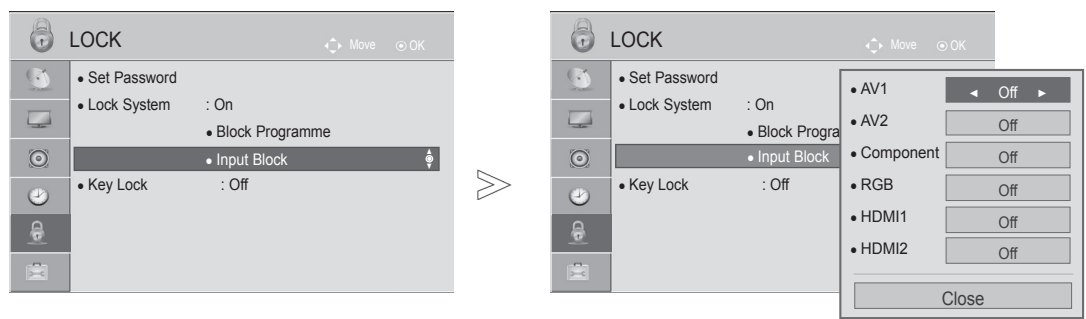 LOCK
Move OK
• Set Password
• Lock System : On
• Block Programme
• Input Block
• Key Lock : Off
LOCK
Move OK
• Set Password
• Lock System : On
• Block Progra
• Input Block
• Key Lock : Off
• AV1 ◄ Off ►
• AV2 Off
• Component Off
• RGB Off
• HDMI1 Off
• HDMI2 Off
Close